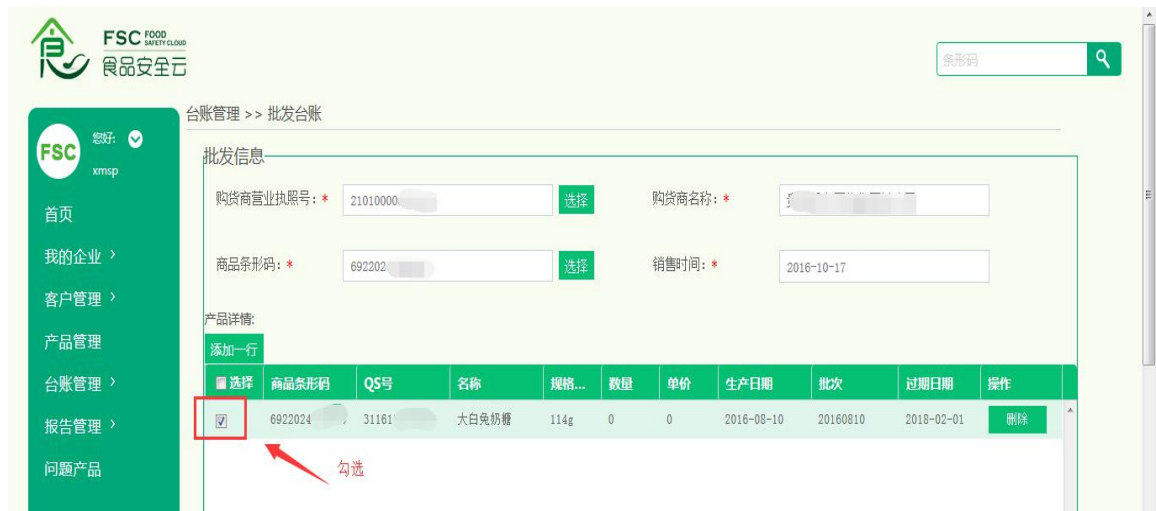 食
FSC FOOD SAFETY CLOUD
食品安全云
条形码
台账管理 >> 批发台账
FSC
您好:
xmsp
批发信息
购货商营业执照号: * 21010000 选择 购货商名称: *
首页
我的企业 >
商品条形码: * 692202 选择 销售时间: * 2016-10-17
客户管理 >
产品详情:
产品管理
添加一行
台账管理 >
选择 商品条形码 QS号 名称 规格... 数量 单价 生产日期 批次 过期日期 操作
6922024 31161 大白兔奶糖 114g 0 0 2016-08-10 20160810 2018-02-01 删除
报告管理 >
问题产品
勾选